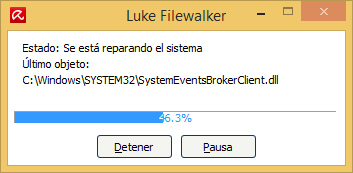 Luke Filewalker
Estado: Se está reparando el sistema
Último objeto:
C:\Windows\SYSTEM32\SystemEventsBrokerClient.dll
46.3%
Detener
Pausa